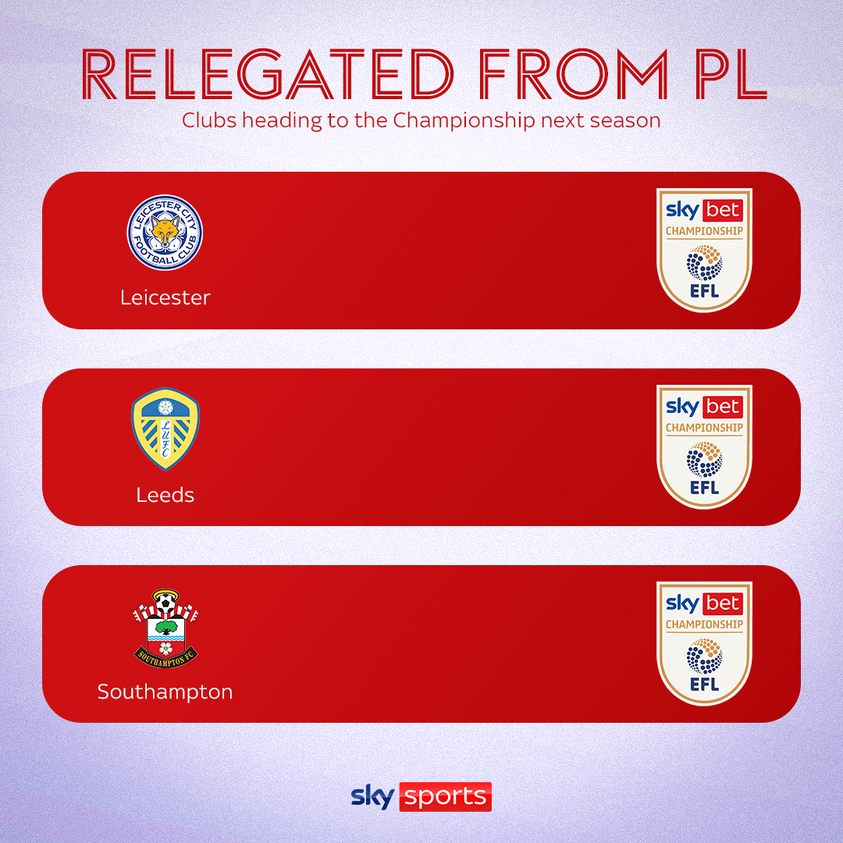 RELEGATED FROM PL
Clubs heading to the Championship next season
LEICESTER CITY
FOOTBALL CLUB
Leicester
sky bet
CHAMPIONSHIP
EFL
LUFC
Leeds
sky bet
CHAMPIONSHIP
EFL
SOUTHAMPTON FC
Southampton
sky bet
CHAMPIONSHIP
EFL
sky sports